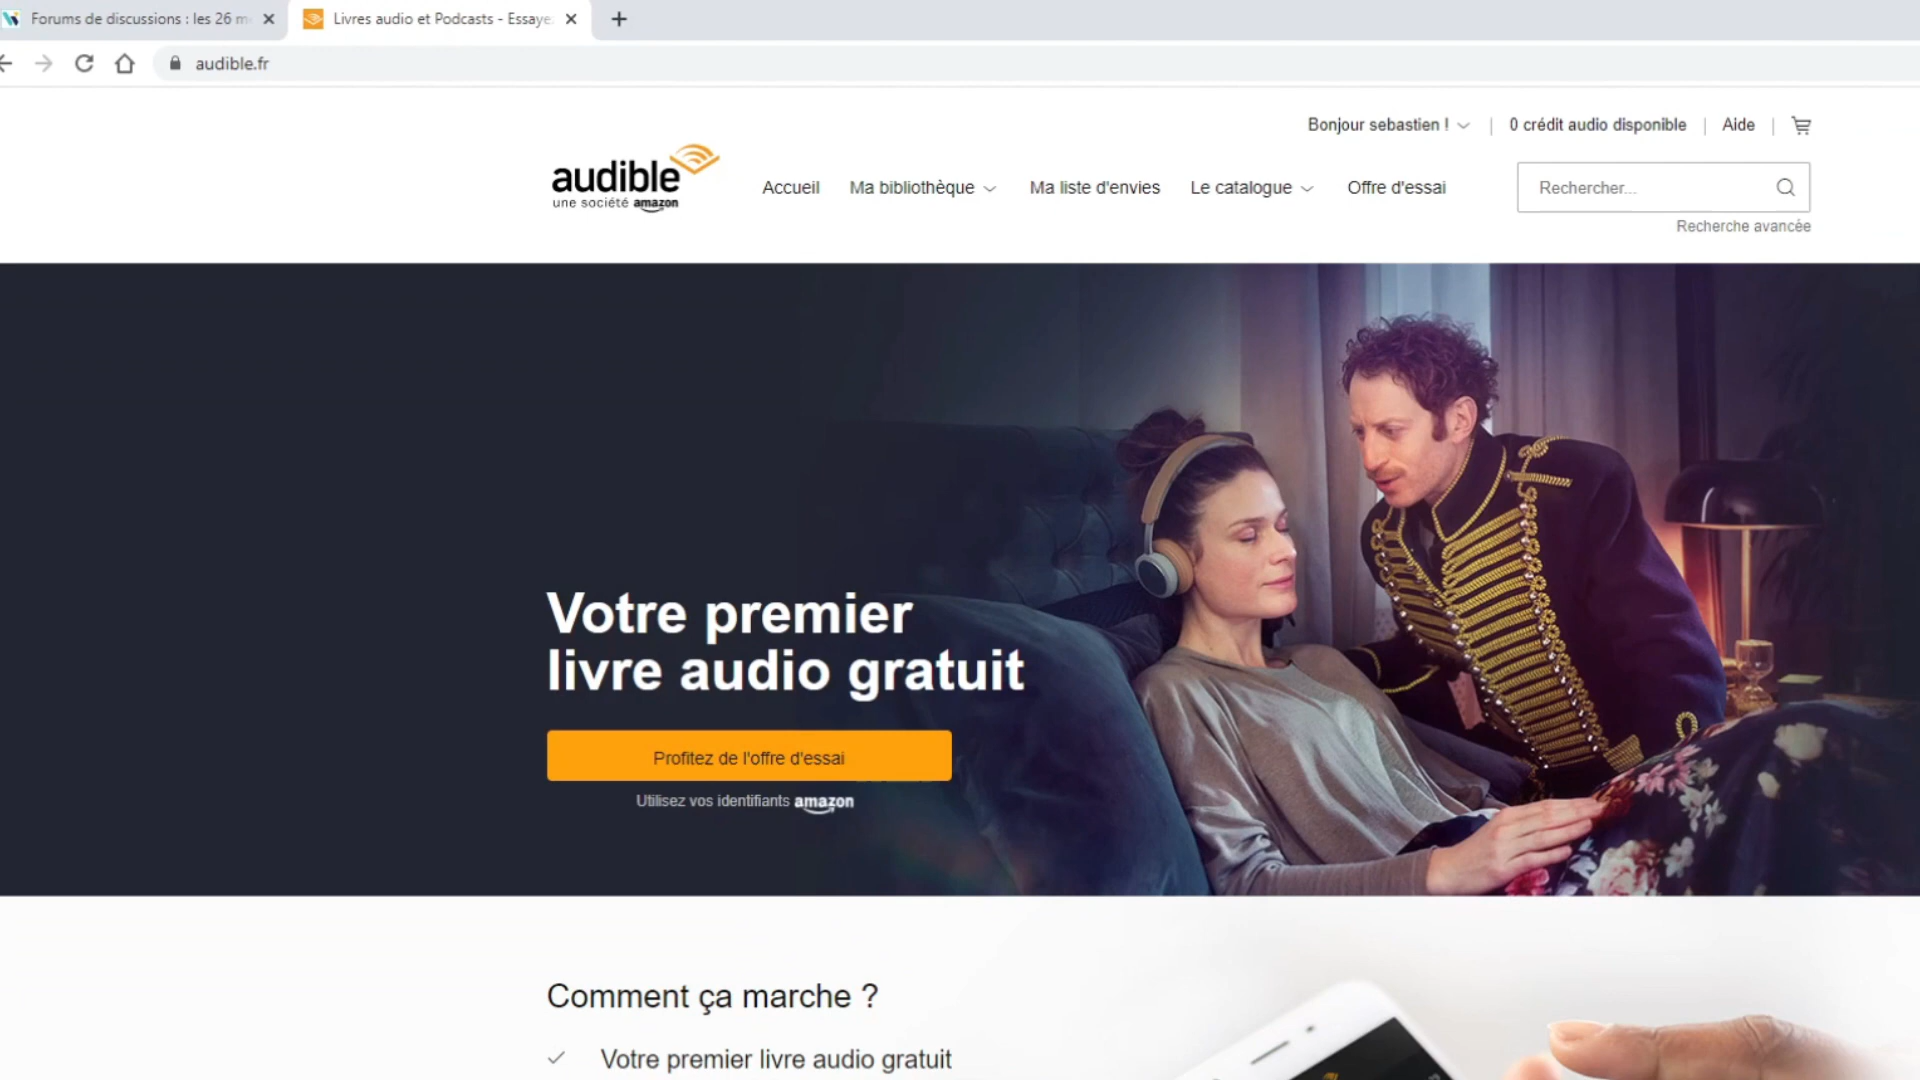 Forums de discussions : les 26 m
Livres audio et Podcasts - Essaye
audible.fr
Bonjour sebastien !
0 crédit audio disponible
Aide
audible
une société amazon
Accueil
Ma bibliothèque
Ma liste d'envies
Le catalogue
Offre d'essai
Rechercher...
Recherche avancée
Votre premier
livre audio gratuit
Profitez de l'offre d'essai
Utilisez vos identifiants amazon
Comment ça marche ?
Votre premier livre audio gratuit